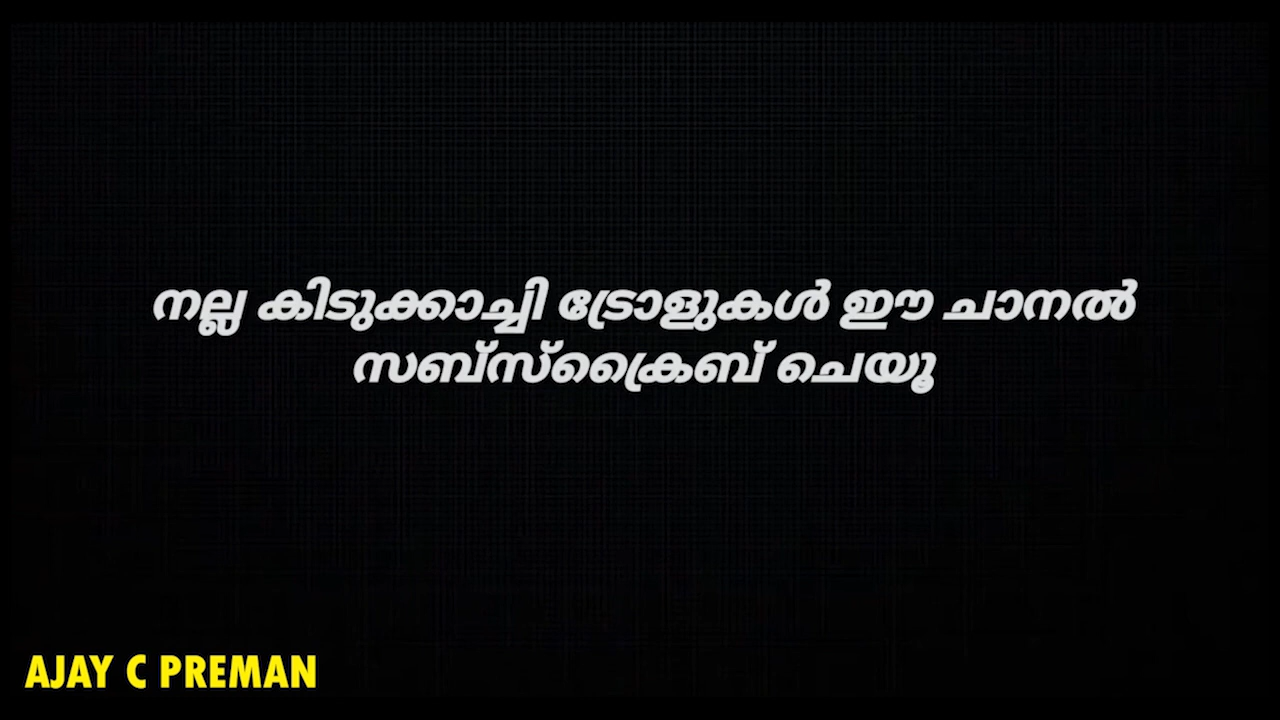 നല്ല കിടുക്കാച്ചി ട്രോളുകൾ ഈ ചാനൽ
സബ്സ്ക്രൈബ് ചെയൂ
AJAY C PREMAN